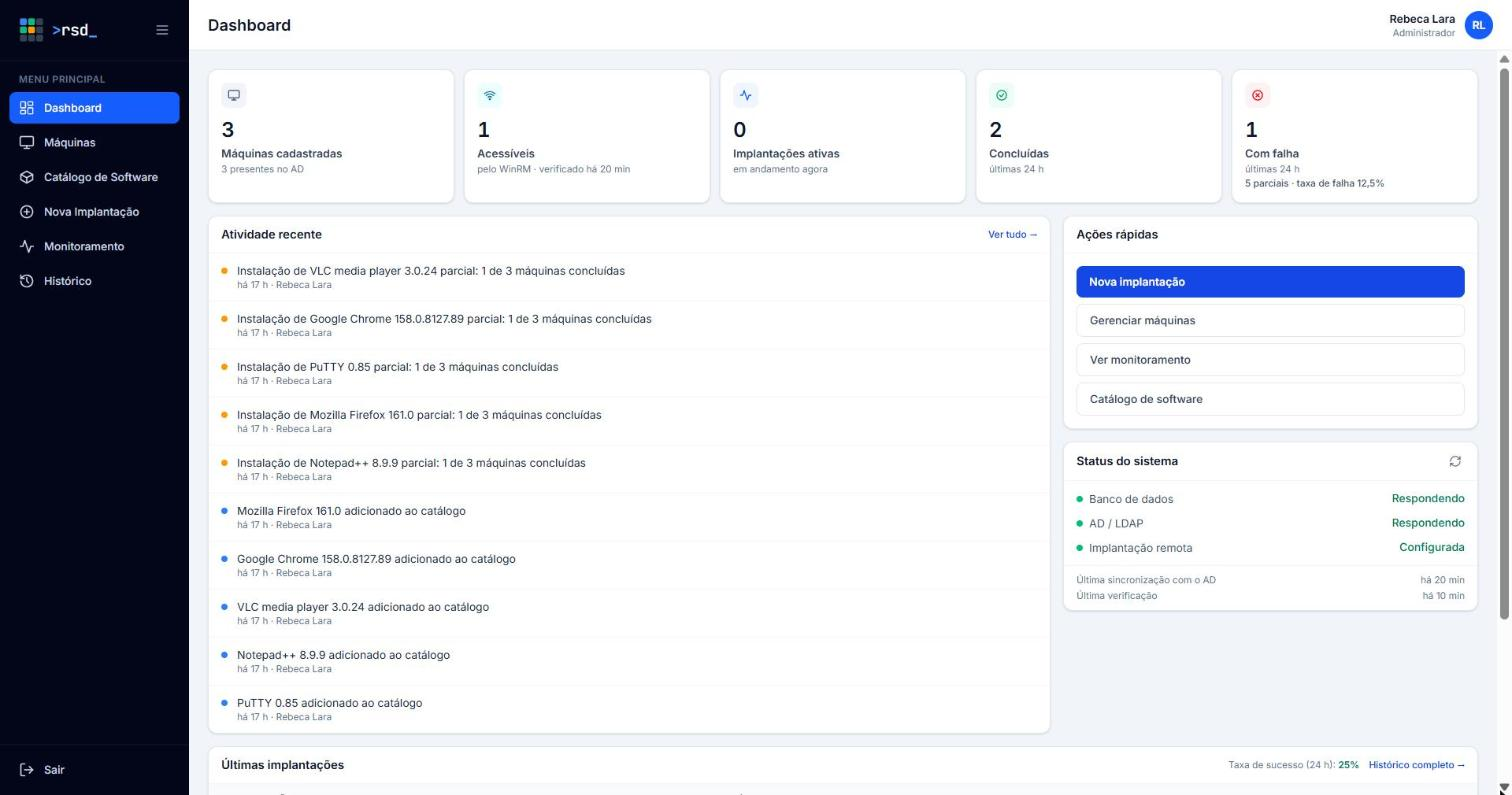 >rsd_
MENU PRINCIPAL
Dashboard
Máquinas
Catálogo de Software
Nova Implantação
Monitoramento
Histórico
Sair
Dashboard
Rebeca Lara
Administrador
RL
3
Máquinas cadastradas
3 presentes no AD
1
Acessíveis
pelo WinRM · verificado há 20 min
0
Implantações ativas
em andamento agora
2
Concluídas
últimas 24 h
1
Com falha
últimas 24 h
5 parciais · taxa de falha 12,5%
Atividade recente
Ver tudo →
Instalação de VLC media player 3.0.24 parcial: 1 de 3 máquinas concluídas
há 17 h · Rebeca Lara
Instalação de Google Chrome 158.0.8127.89 parcial: 1 de 3 máquinas concluídas
há 17 h · Rebeca Lara
Instalação de PuTTY 0.85 parcial: 1 de 3 máquinas concluídas
há 17 h · Rebeca Lara
Instalação de Mozilla Firefox 161.0 parcial: 1 de 3 máquinas concluídas
há 17 h · Rebeca Lara
Instalação de Notepad++ 8.9.9 parcial: 1 de 3 máquinas concluídas
há 17 h · Rebeca Lara
Mozilla Firefox 161.0 adicionado ao catálogo
há 17 h · Rebeca Lara
Google Chrome 158.0.8127.89 adicionado ao catálogo
há 17 h · Rebeca Lara
VLC media player 3.0.24 adicionado ao catálogo
há 17 h · Rebeca Lara
Notepad++ 8.9.9 adicionado ao catálogo
há 17 h · Rebeca Lara
PuTTY 0.85 adicionado ao catálogo
há 17 h · Rebeca Lara
Ações rápidas
Nova implantação
Gerenciar máquinas
Ver monitoramento
Catálogo de software
Status do sistema
Banco de dados Respondendo
AD / LDAP Respondendo
Implantação remota Configurada
Última sincronização com o AD há 20 min
Última verificação há 10 min
Últimas implantações
Taxa de sucesso (24 h): 25% Histórico completo →